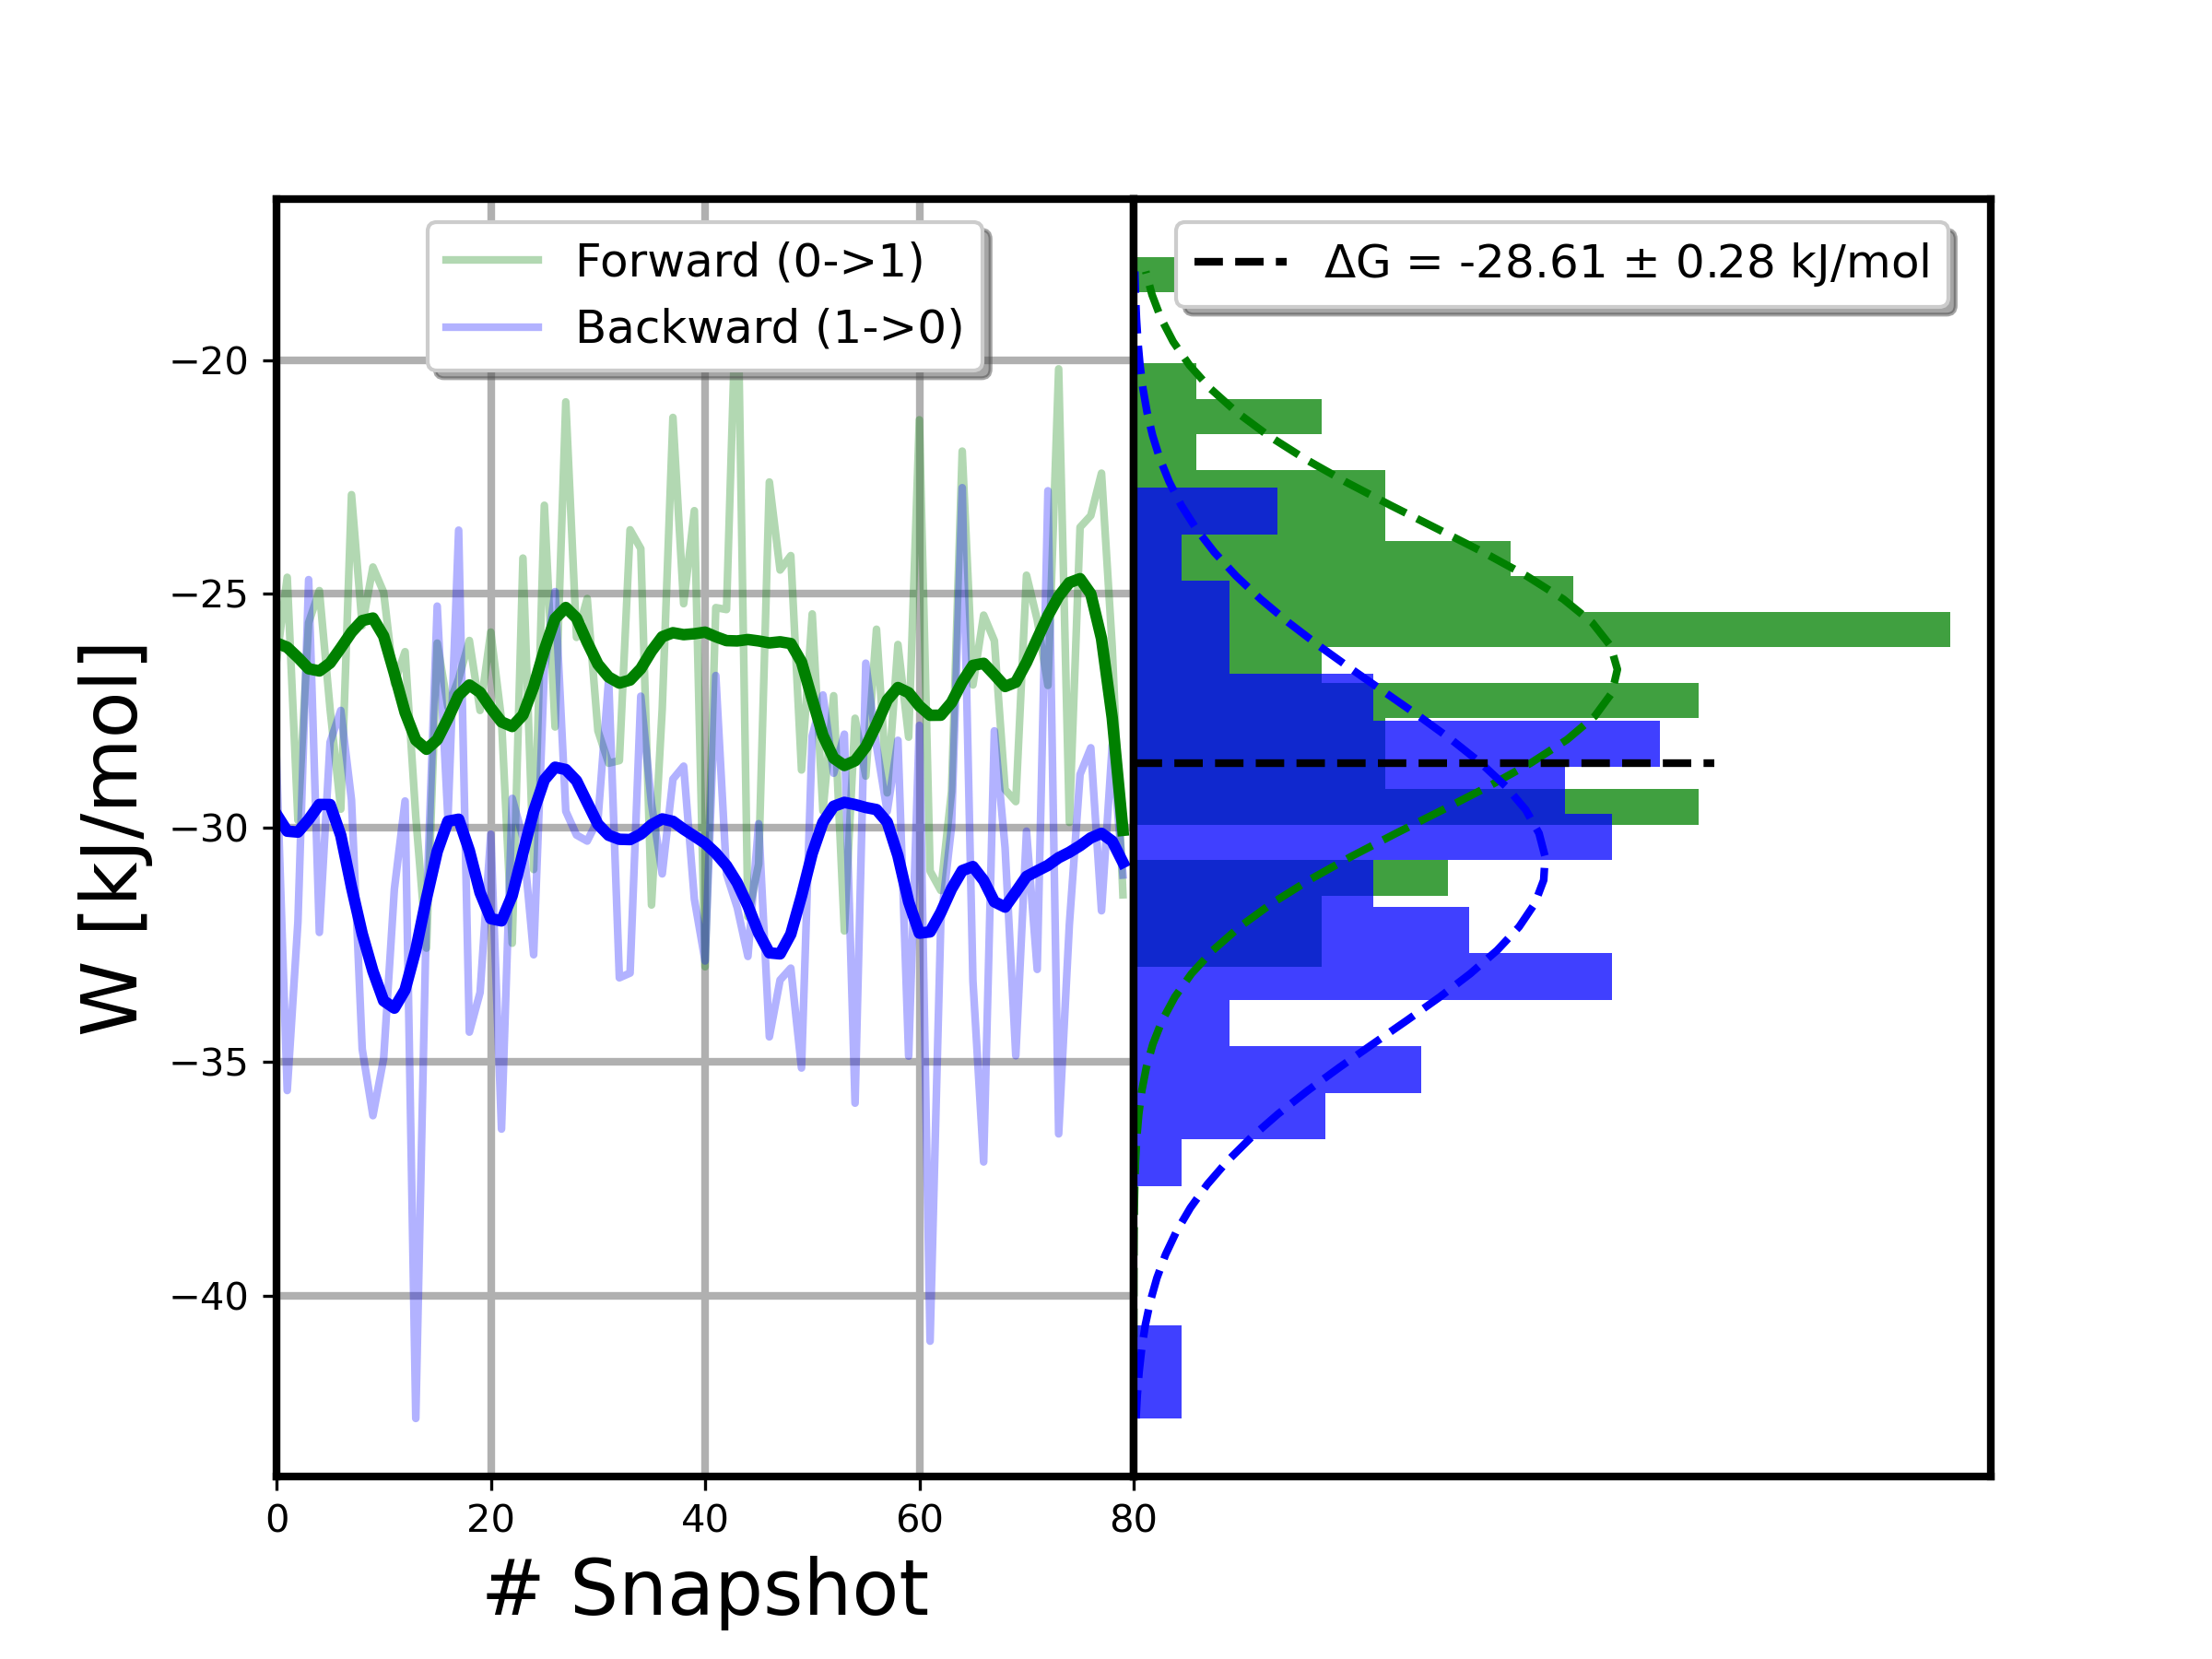 Forward (0->1)
Backward (1->0)
ΔG = -28.61 ± 0.28 kJ/mol
−20
−25
−30
−35
−40
W [kJ/mol]
0 20 40 60 80
# Snapshot